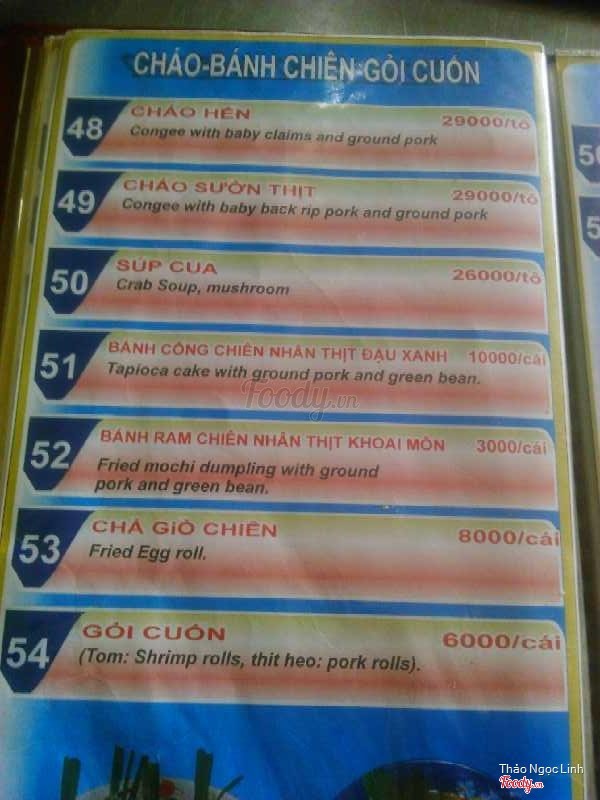 CHÁO-BÁNH CHIÊN-GỎI CUỐN
48
CHÁO HẾN
29000/tô
Congee with baby claims and ground pork
49
CHÁO SƯỜN THỊT
29000/tô
Congee with baby back rip pork and ground pork
50
SÚP CUA
26000/tô
Crab Soup, mushroom
51
BÁNH CÔNG CHIÊN NHÂN THỊT ĐẬU XANH 10000/cái
Tapioca cake with ground pork and green bean.
Foody.vn
52
BÁNH RAM CHIÊN NHÂN THỊT KHOAI MÔN 3000/cái
Fried mochi dumpling with ground
pork and green bean.
53
CHẢ GIÒ CHIÊN
8000/cái
Fried Egg roll.
54
GỎI CUỐN
6000/cái
(Tom: Shrimp rolls, thit heo: pork rolls).
Thảo Ngọc Linh
Foody.vn